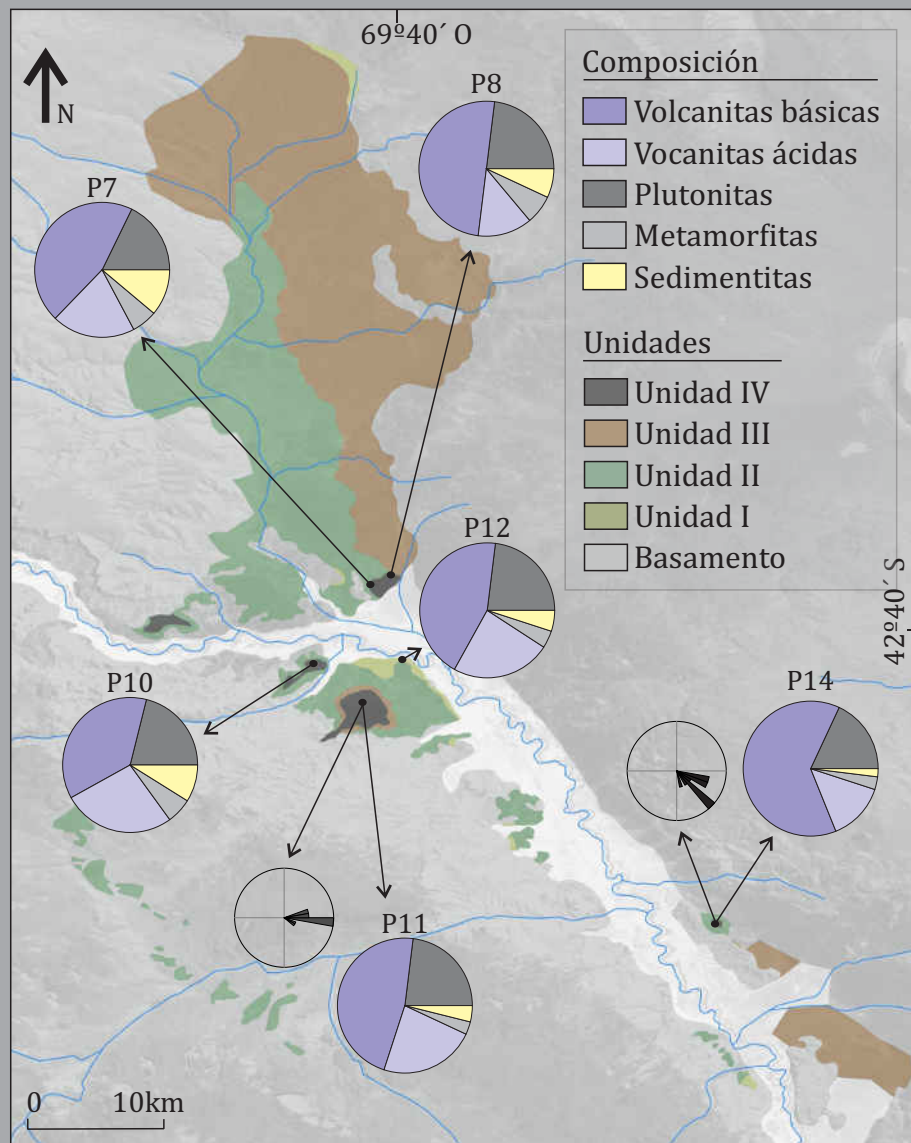 69º40´ O
N
P8
P7
P12
P10
P14
P11
42º40´ S
0 10km
Composición
Volcanitas básicas
Vocanitas ácidas
Plutonitas
Metamorfitas
Sedimentitas
Unidades
Unidad IV
Unidad III
Unidad II
Unidad I
Basamento